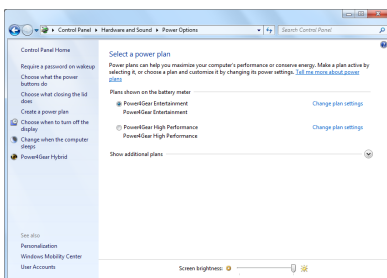 Control Panel
Hardware and Sound
Power Options
Search Control Panel
Control Panel Home
Require a password on wakeup
Choose what the power
buttons do
Choose what closing the lid
does
Create a power plan
Choose when to turn off the
display
Change when the computer
sleeps
Power4Gear Hybrid
See also
Personalization
Windows Mobility Center
User Accounts
Select a power plan
Power plans can help you maximize your computer's performance or conserve energy. Make a plan active by
selecting it, or choose a plan and customize it by changing its power settings. Tell me more about power
plans
Plans shown on the battery meter
Power4Gear Entertainment
Change plan settings
Power4Gear Entertainment
Power4Gear High Performance
Change plan settings
Power4Gear High Performance
Show additional plans
Screen brightness: